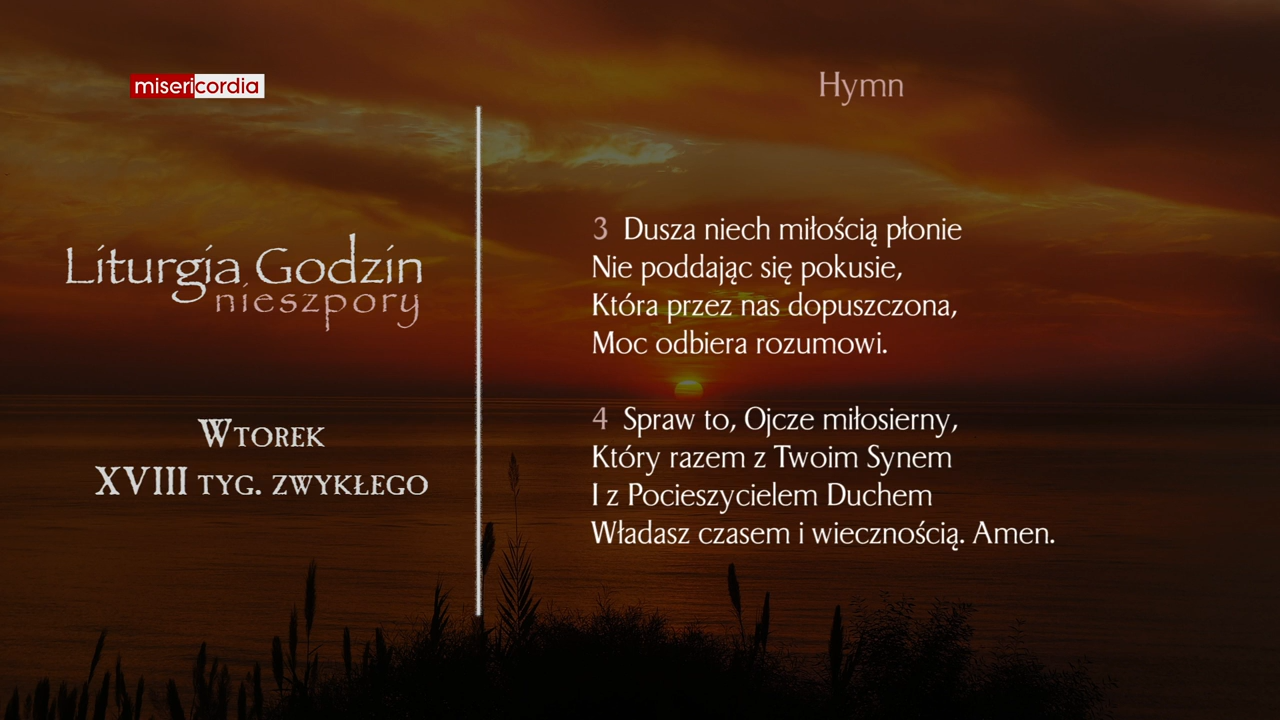 misericordia
Liturgia Godzin
nieszpory
Wtorek
XVIII tyg. zwykłego
Hymn
3 Dusza niech miłością płonie
Nie poddając się pokusie,
Która przez nas dopuszczona,
Moc odbiera rozumowi.
4 Spraw to, Ojcze miłosierny,
Który razem z Twoim Synem
I z Pocieszycielem Duchem
Władasz czasem i wiecznością. Amen.